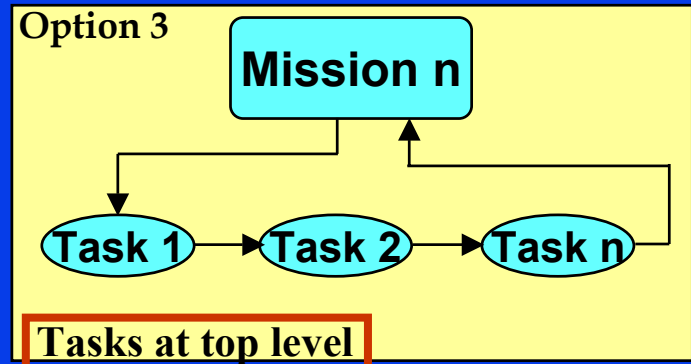 Option 3
Mission n
Task 1 Task 2 Task n
Tasks at top level